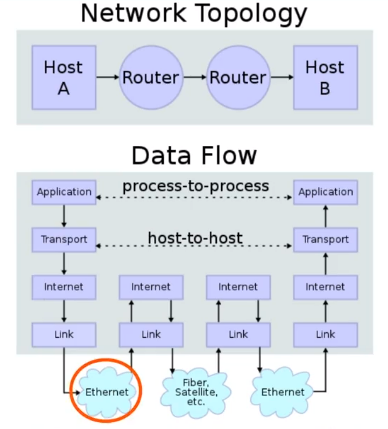 Network Topology
Host
A
Router
Router
Host
B
Data Flow
Application
process-to-process
Application
Transport
host-to-host
Transport
Internet
Internet
Internet
Internet
Link
Link
Link
Link
Ethernet
Fiber,
Satellite,
etc.
Ethernet